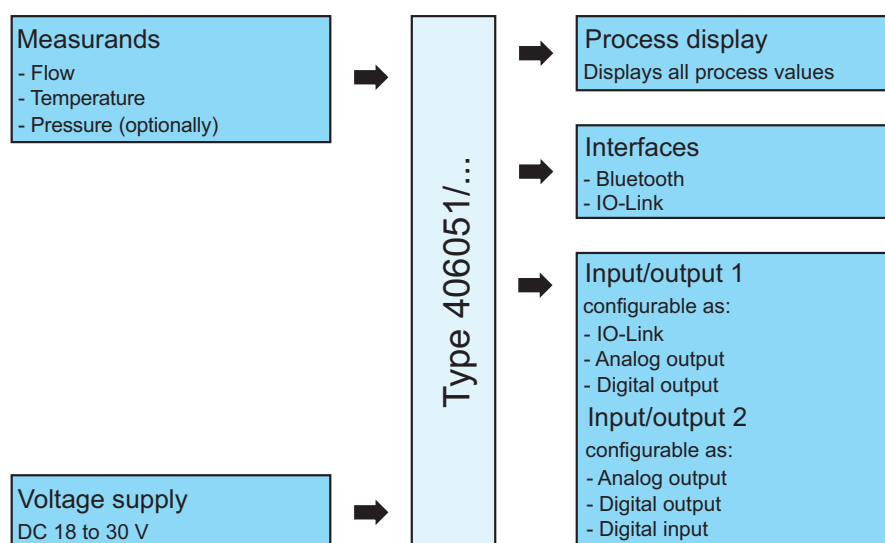 Measurands
- Flow
- Temperature
- Pressure (optionally)
Voltage supply
DC 18 to 30 V
Type 406051/...
Process display
Displays all process values
Interfaces
- Bluetooth
- IO-Link
Input/output 1
configurable as:
- IO-Link
- Analog output
- Digital output
Input/output 2
configurable as:
- Analog output
- Digital output
- Digital input